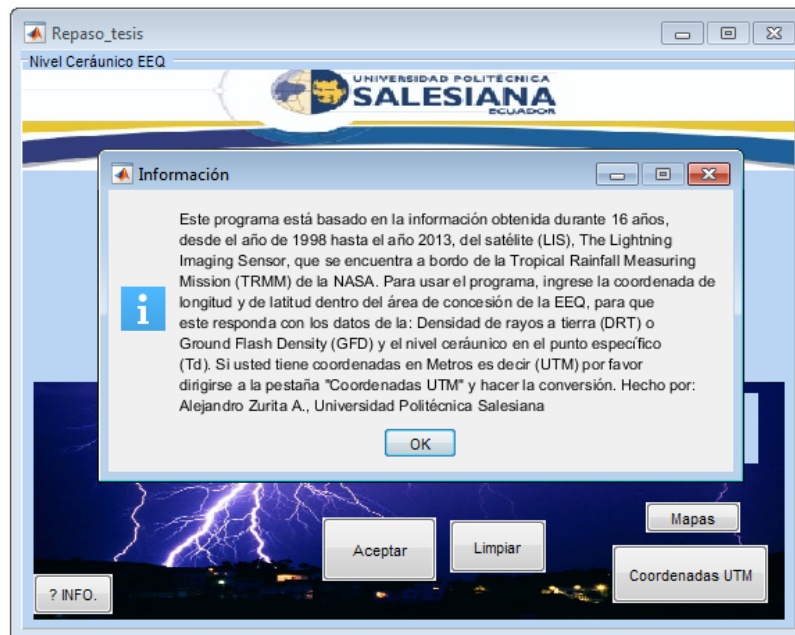 Repaso_tesis
Nivel Ceráunico EEQ
UNIVERSIDAD POLITÉCNICA
SALESIANA
ECUADOR
Información
Este programa está basado en la información obtenida durante 16 años,
desde el año de 1998 hasta el año 2013, del satélite (LIS), The Lightning
Imaging Sensor, que se encuentra a bordo de la Tropical Rainfall Measuring
Mission (TRMM) de la NASA. Para usar el programa, ingrese la coordenada de
longitud y de latitud dentro del área de concesión de la EEQ, para que
este responda con los datos de la: Densidad de rayos a tierra (DRT) o
Ground Flash Density (GFD) y el nivel ceráunico en el punto específico
(Td). Si usted tiene coordenadas en Metros es decir (UTM) por favor
dirigirse a la pestaña "Coordenadas UTM" y hacer la conversión. Hecho por:
Alejandro Zurita A., Universidad Politécnica Salesiana
OK
Mapas
Aceptar
Limpiar
Coordenadas UTM
? INFO.